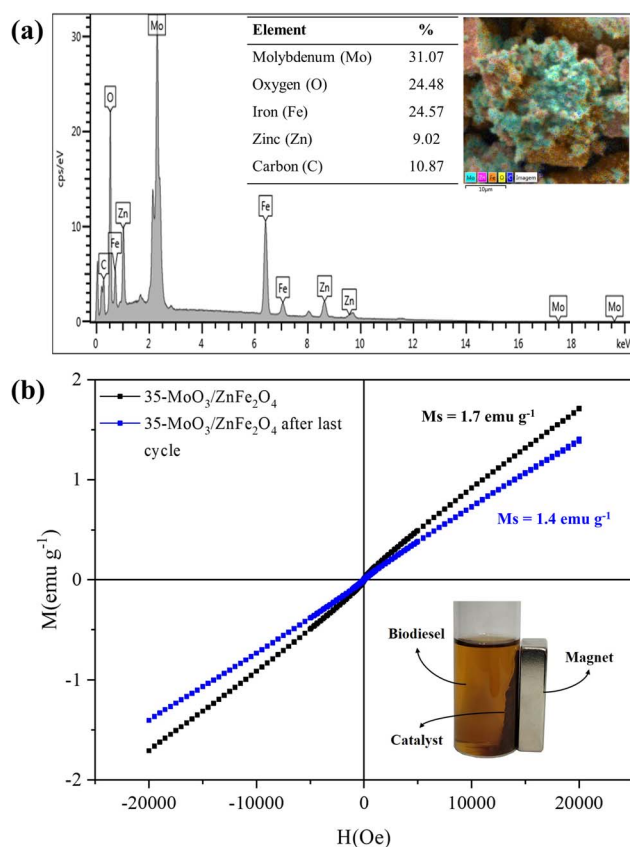 (a)
Element %
Molybdenum (Mo) 31.07
Oxygen (O) 24.48
Iron (Fe) 24.57
Zinc (Zn) 9.02
Carbon (C) 10.87
Mo
O
Zn
Fe
C
Fe
Fe
Zn
Zn
Mo
Mo
30
20
10
0
cps/eV
0 2 4 6 8 10 12 14 16 18 keV
Mo Fe O C Imagem
10µm
(b)
35-MoO₃/ZnFe₂O₄
35-MoO₃/ZnFe₂O₄ after last
cycle
Ms = 1.7 emu g⁻¹
Ms = 1.4 emu g⁻¹
Biodiesel
Magnet
Catalyst
2
1
0
-1
-2
M(emu g⁻¹)
-20000 -10000 0 10000 20000
H(Oe)